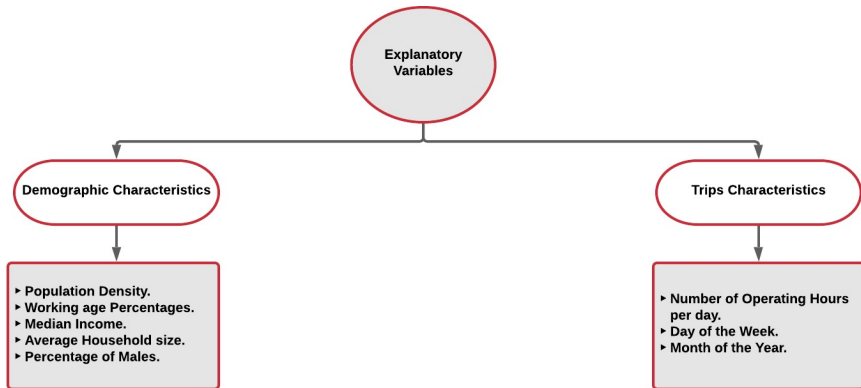 Explanatory
Variables
Demographic Characteristics
Trips Characteristics
‣ Population Density.
‣ Working age Percentages.
‣ Median Income.
‣ Average Household size.
‣ Percentage of Males.
‣ Number of Operating Hours
per day.
‣ Day of the Week.
‣ Month of the Year.